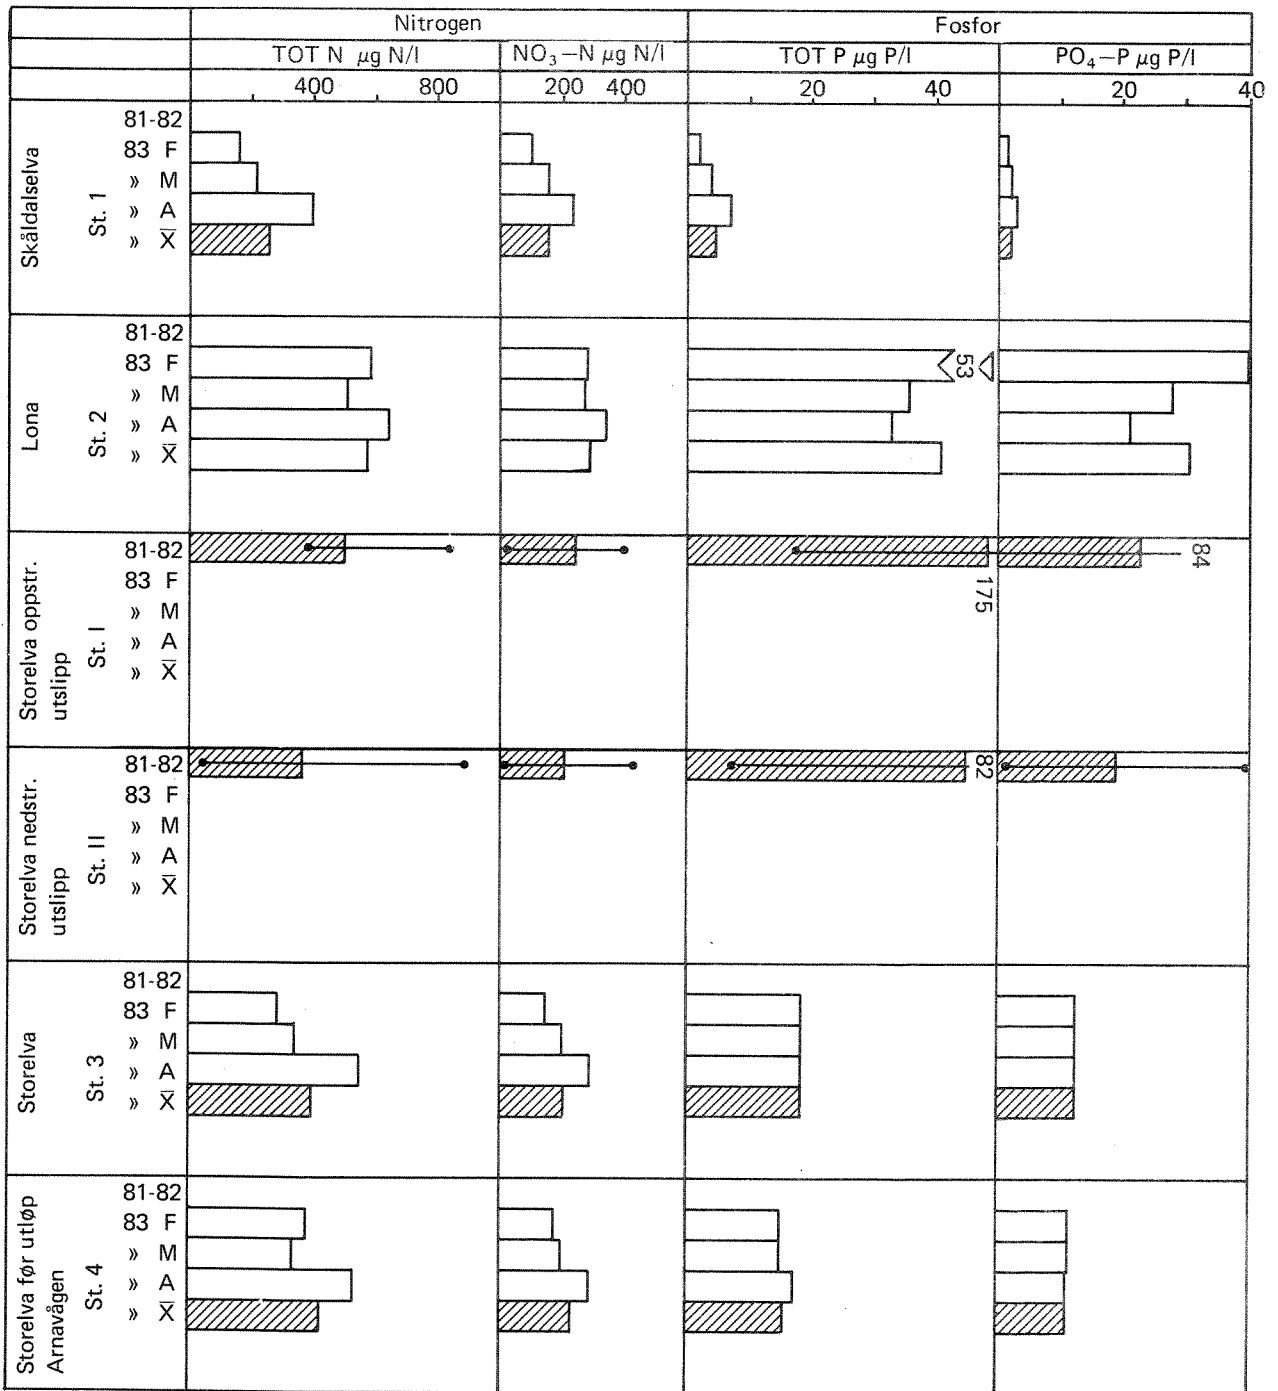 Nitrogen Fosfor
TOT N µg N/l NO₃–N µg N/l TOT P µg P/l PO₄–P µg P/l
400 800 200 400 20 40 20 40
Skåldalselva
St. 1
81-82
83 F
» M
» A
» X̅
Lona
St. 2
81-82
83 F
» M
» A
» X̅
53
Storelva oppstr.
utslipp
St. I
81-82
83 F
» M
» A
» X̅
175
84
Storelva nedstr.
utslipp
St. II
81-82
83 F
» M
» A
» X̅
82
Storelva
St. 3
81-82
83 F
» M
» A
» X̅
Storelva før utløp
Arnavågen
St. 4
81-82
83 F
» M
» A
» X̅